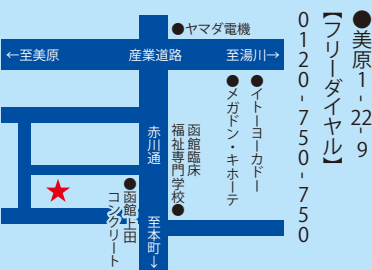 ●美原1-22-9
【フリーダイヤル】
0120-750-750
●ヤマダ電機
←至美原
産業道路
至湯川→
●イトーヨーカドー
●メガドン・キホーテ
赤川通
函館臨床
福祉専門学校●
●函館上田
コンクリート
至本町→